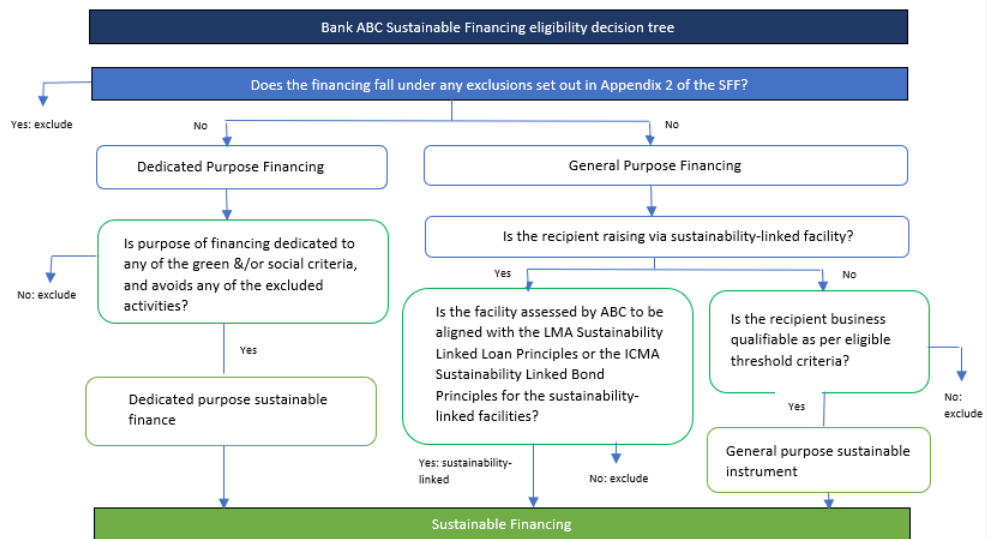 Bank ABC Sustainable Financing eligibility decision tree
Does the financing fall under any exclusions set out in Appendix 2 of the SFF?
Yes: exclude
No
No
Dedicated Purpose Financing
General Purpose Financing
Is purpose of financing dedicated to
any of the green &/or social criteria,
and avoids any of the excluded
activities?
No: exclude
Is the recipient raising via sustainability-linked facility?
Yes
No
Is the facility assessed by ABC to be
aligned with the LMA Sustainability
Linked Loan Principles or the ICMA
Sustainability Linked Bond
Principles for the sustainability-
linked facilities?
Is the recipient business
qualifiable as per eligible
threshold criteria?
No:
exclude
Yes
Yes
Dedicated purpose sustainable
finance
General purpose sustainable
instrument
Yes: sustainability-
linked
No: exclude
Sustainable Financing